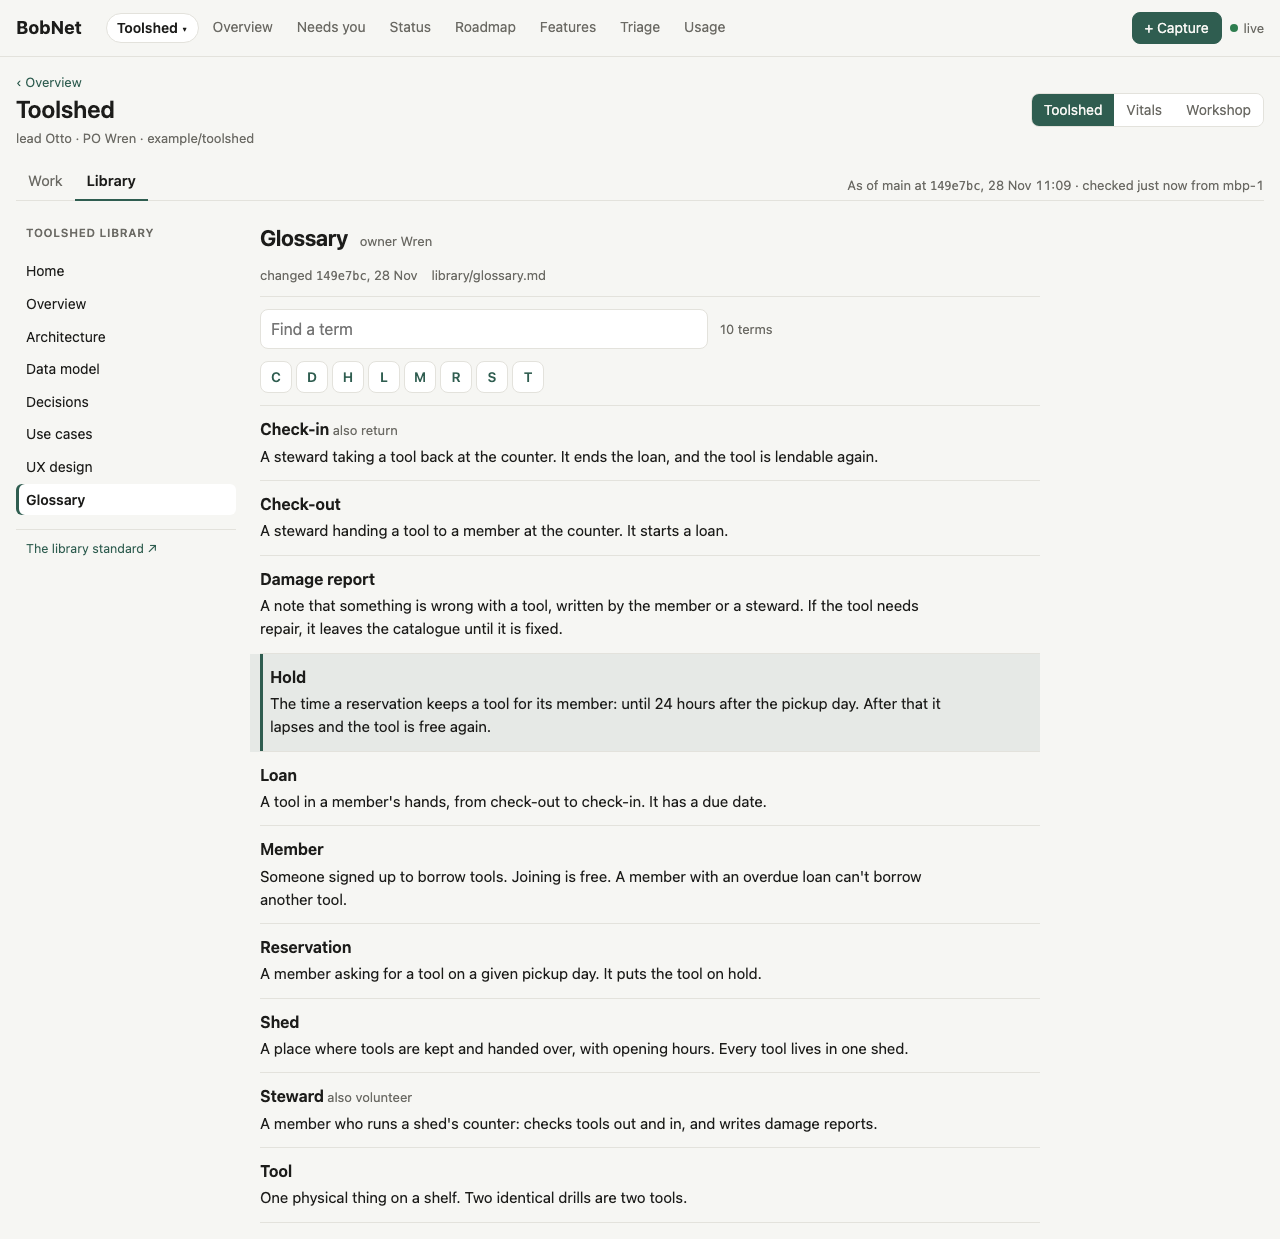 BobNet Toolshed ▾ Overview Needs you Status Roadmap Features Triage Usage + Capture live
‹ Overview
Toolshed
Toolshed Vitals Workshop
lead Otto · PO Wren · example/toolshed
Work Library
As of main at 149e7bc, 28 Nov 11:09 · checked just now from mbp-1
TOOLSHED LIBRARY
Home
Overview
Architecture
Data model
Decisions
Use cases
UX design
Glossary
The library standard ↗
Glossary owner Wren
changed 149e7bc, 28 Nov library/glossary.md
Find a term 10 terms
C D H L M R S T
Check-in also return
A steward taking a tool back at the counter. It ends the loan, and the tool is lendable again.
Check-out
A steward handing a tool to a member at the counter. It starts a loan.
Damage report
A note that something is wrong with a tool, written by the member or a steward. If the tool needs
repair, it leaves the catalogue until it is fixed.
Hold
The time a reservation keeps a tool for its member: until 24 hours after the pickup day. After that it
lapses and the tool is free again.
Loan
A tool in a member's hands, from check-out to check-in. It has a due date.
Member
Someone signed up to borrow tools. Joining is free. A member with an overdue loan can't borrow
another tool.
Reservation
A member asking for a tool on a given pickup day. It puts the tool on hold.
Shed
A place where tools are kept and handed over, with opening hours. Every tool lives in one shed.
Steward also volunteer
A member who runs a shed's counter: checks tools out and in, and writes damage reports.
Tool
One physical thing on a shelf. Two identical drills are two tools.